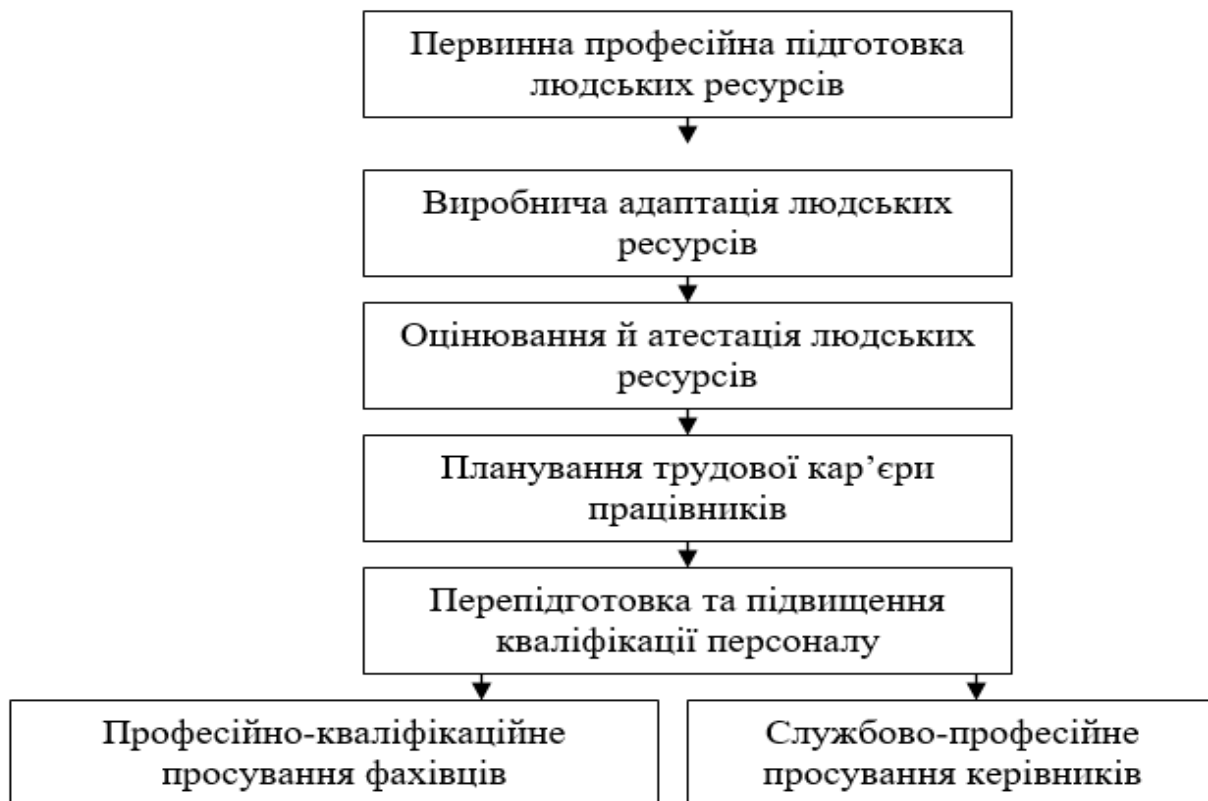 Первинна професійна підготовка
людських ресурсів
Виробнича адаптація людських
ресурсів
Оцінювання й атестація людських
ресурсів
Планування трудової кар’єри
працівників
Перепідготовка та підвищення
кваліфікації персоналу
Професійно-кваліфікаційне
просування фахівців
Службово-професійне
просування керівників